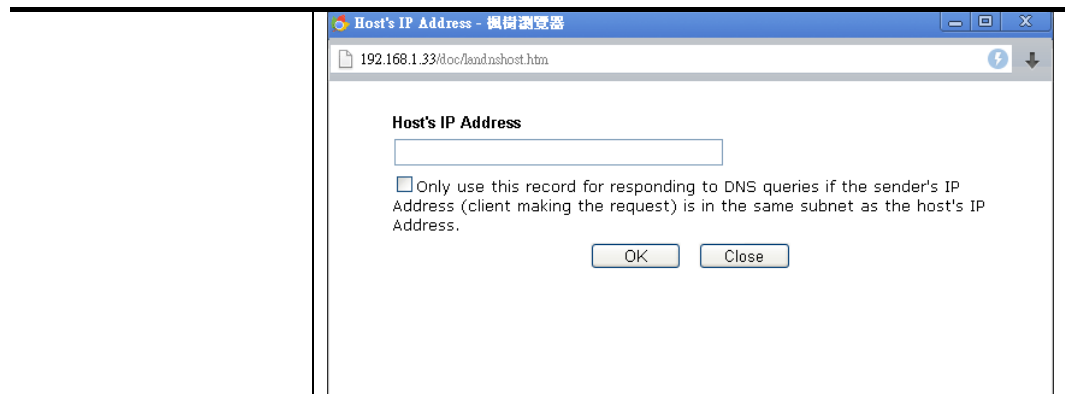 Host's IP Address - 楓樹瀏覽器
192.168.1.33/doc/landnshost.htm
Host's IP Address
Only use this record for responding to DNS queries if the sender's IP
Address (client making the request) is in the same subnet as the host's IP
Address.
OK Close